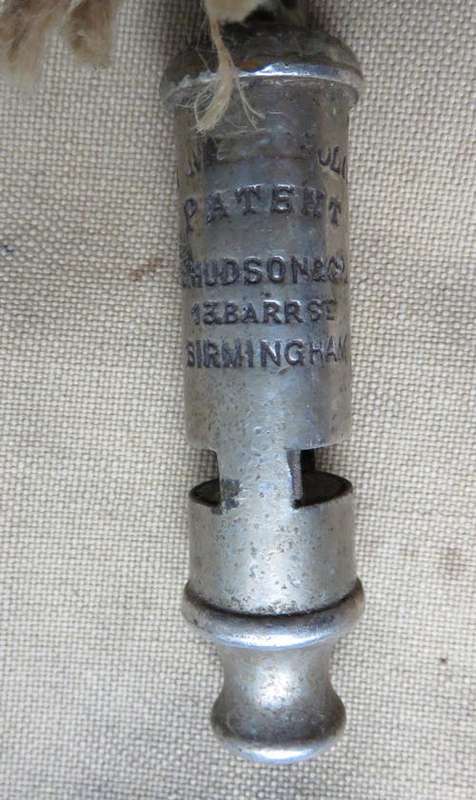 PATENT
HUDSON & Co
13 BARR ST
BIRMINGHAM